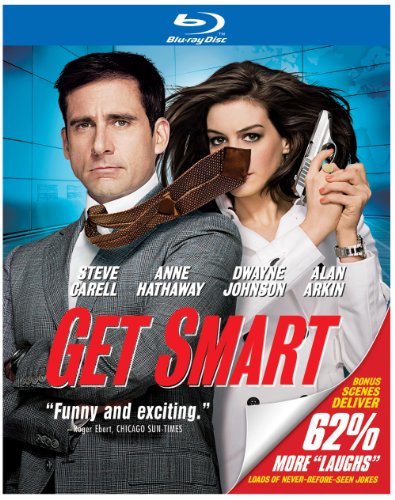 Blu-ray Disc
STEVE CARELL
ANNE HATHAWAY
DWAYNE JOHNSON
ALAN ARKIN
GET SMART
“Funny and exciting.”
—Roger Ebert, CHICAGO SUN-TIMES
BONUS
SCENES
DELIVER
62%
MORE “LAUGHS”
LOADS OF NEVER-BEFORE-SEEN JOKES